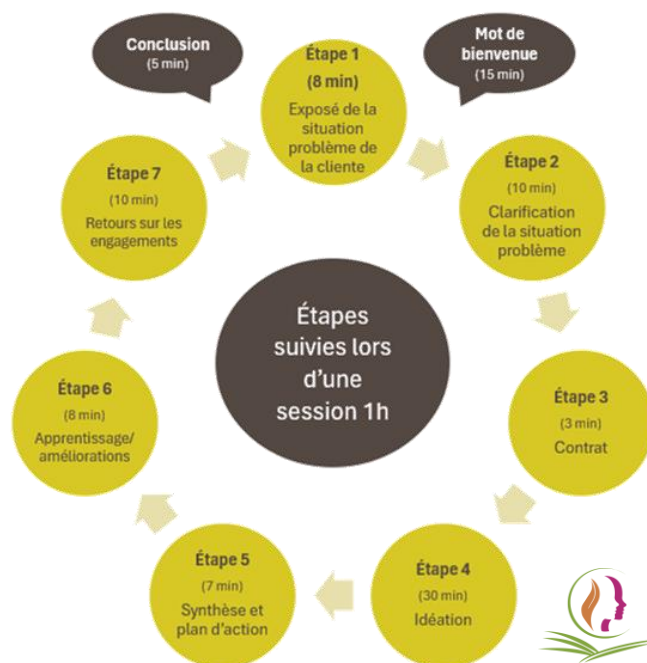 Conclusion
(5 min)
Mot de
bienvenue
(15 min)
Étape 1
(8 min)
Exposé de la
situation
problème de
la cliente
Étape 2
(10 min)
Clarification
de la situation
problème
Étape 3
(3 min)
Contrat
Étape 4
(30 min)
Idéation
Étape 5
(7 min)
Synthèse et
plan d'action
Étape 6
(8 min)
Apprentissage/
améliorations
Étape 7
(10 min)
Retours sur les
engagements
Étapes
suivies lors
d'une
session 1h